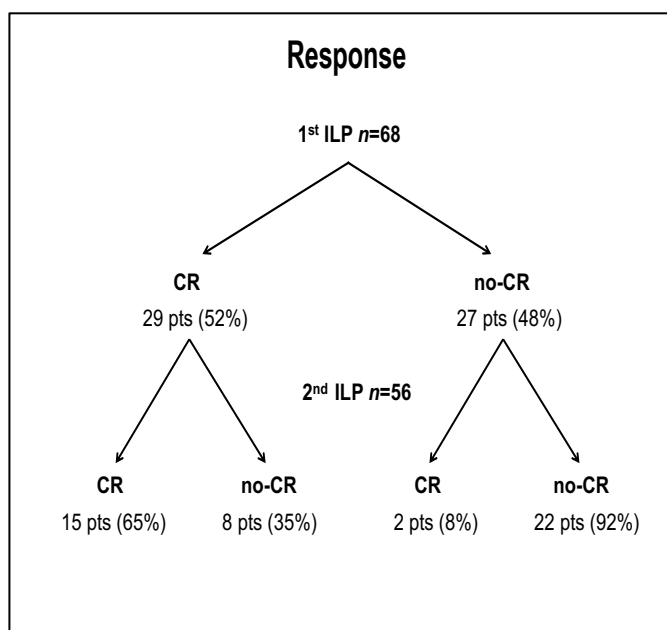 Response
1st ILP n=68
CR no-CR
29 pts (52%) 27 pts (48%)
2nd ILP n=56
CR no-CR CR no-CR
15 pts (65%) 8 pts (35%) 2 pts (8%) 22 pts (92%)